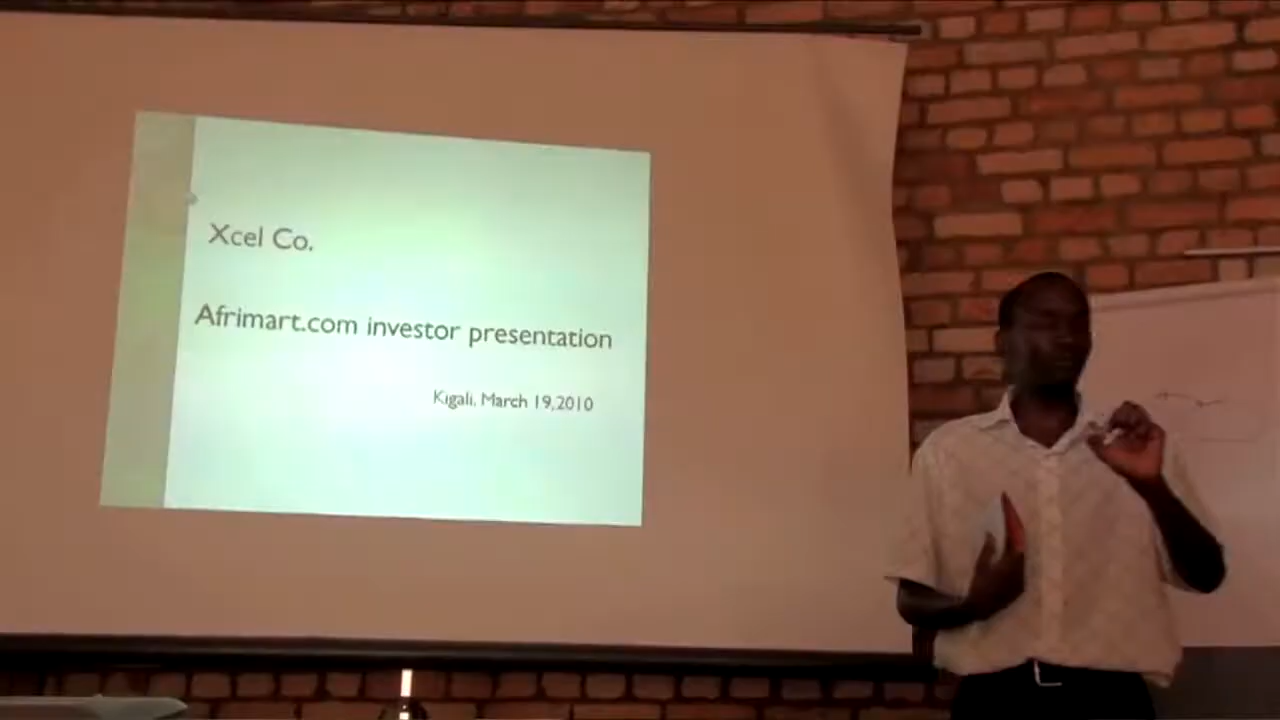 Xcel Co.
Afrimart.com investor presentation
Kigali, March 19,2010